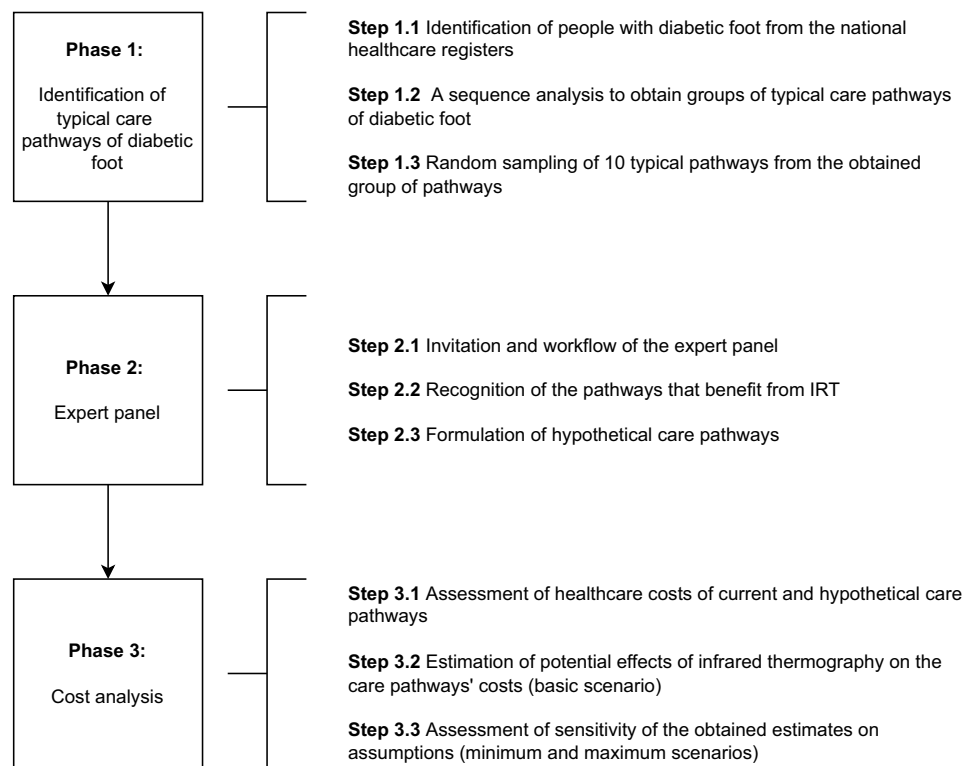 Phase 1:
Identification of
typical care
pathways of diabetic
foot
Step 1.1 Identification of people with diabetic foot from the national
healthcare registers
Step 1.2 A sequence analysis to obtain groups of typical care pathways
of diabetic foot
Step 1.3 Random sampling of 10 typical pathways from the obtained
group of pathways
Phase 2:
Expert panel
Step 2.1 Invitation and workflow of the expert panel
Step 2.2 Recognition of the pathways that benefit from IRT
Step 2.3 Formulation of hypothetical care pathways
Phase 3:
Cost analysis
Step 3.1 Assessment of healthcare costs of current and hypothetical care
pathways
Step 3.2 Estimation of potential effects of infrared thermography on the
care pathways' costs (basic scenario)
Step 3.3 Assessment of sensitivity of the obtained estimates on
assumptions (minimum and maximum scenarios)